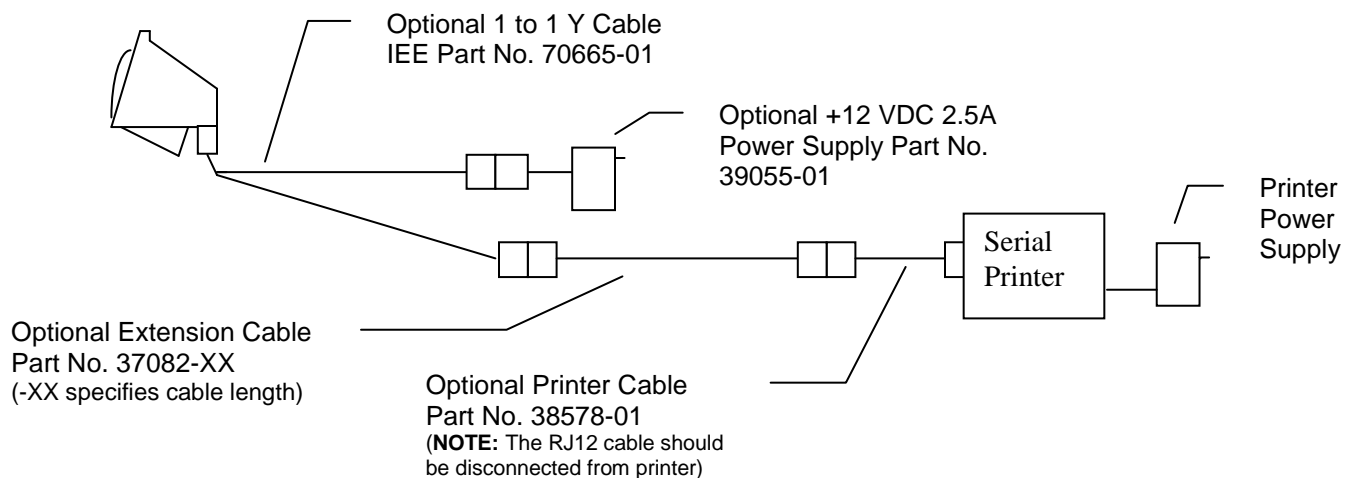 Optional 1 to 1 Y Cable
IEE Part No. 70665-01
Optional +12 VDC 2.5A
Power Supply Part No.
39055-01
Printer
Power
Supply
Serial
Printer
Optional Extension Cable
Part No. 37082-XX
(-XX specifies cable length)
Optional Printer Cable
Part No. 38578-01
(NOTE: The RJ12 cable should
be disconnected from printer)